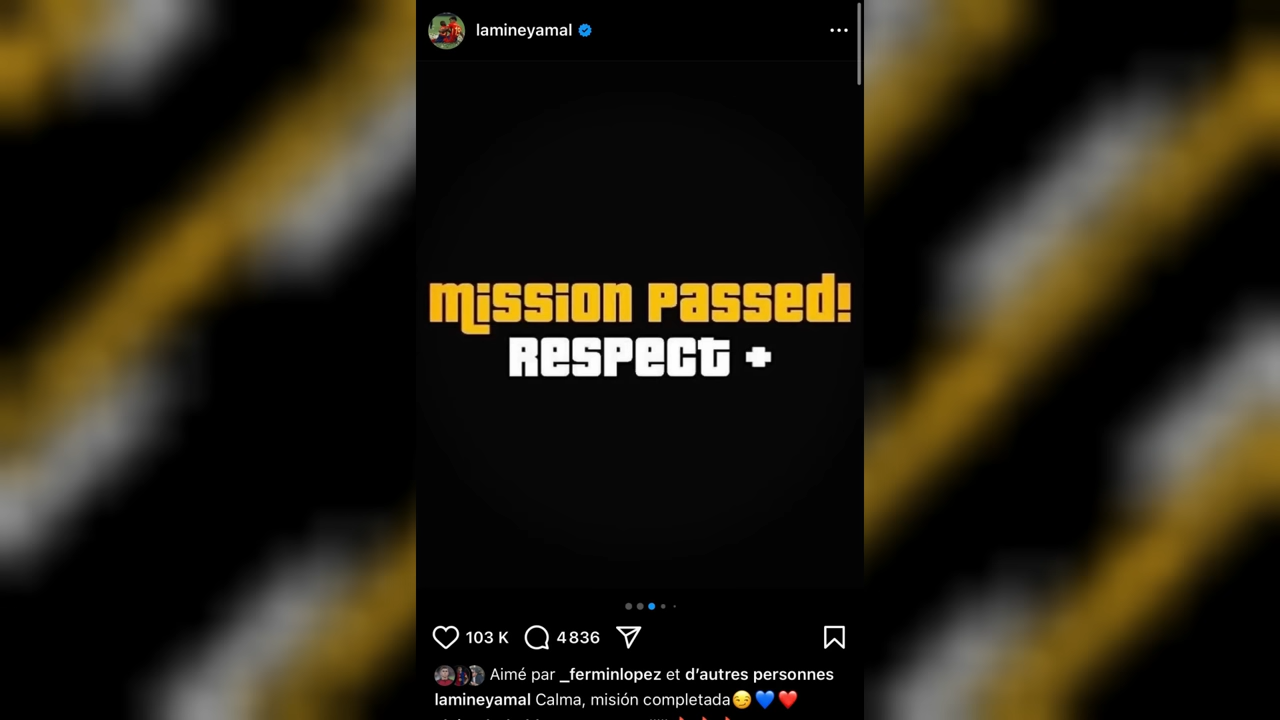 lamineyamal
mission passed!
RESPECT +
103 K 4 836
Aimé par _ferminlopez et d’autres personnes
lamineyamal Calma, misión completada😏💙❤️